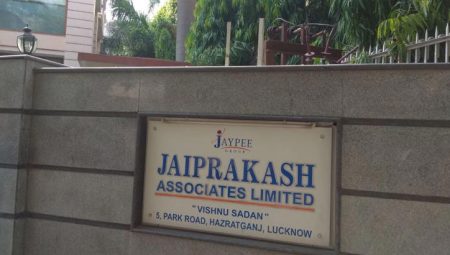 JAYPEE
GROUP
JAIPRAKASH
ASSOCIATES LIMITED
"VISHNU SADAN"
5, PARK ROAD, HAZRATGANJ, LUCKNOW